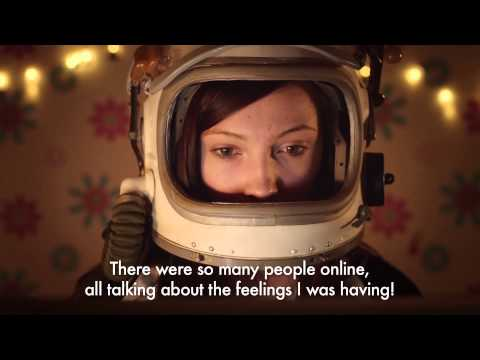 There were so many people online,
all talking about the feelings I was having!